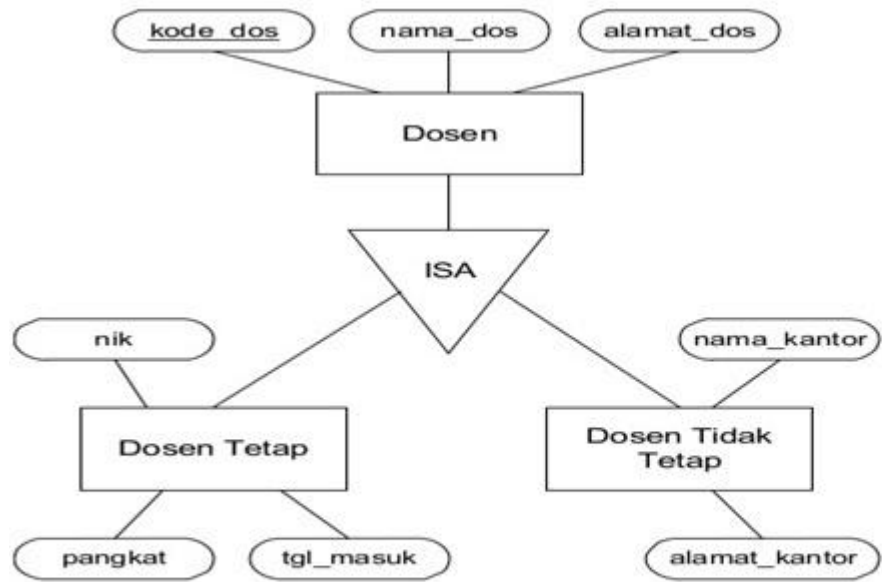 kode_dos
nama_dos
alamat_dos
Dosen
ISA
nik
nama_kantor
Dosen Tetap
Dosen Tidak
Tetap
pangkat
tgl_masuk
alamat_kantor